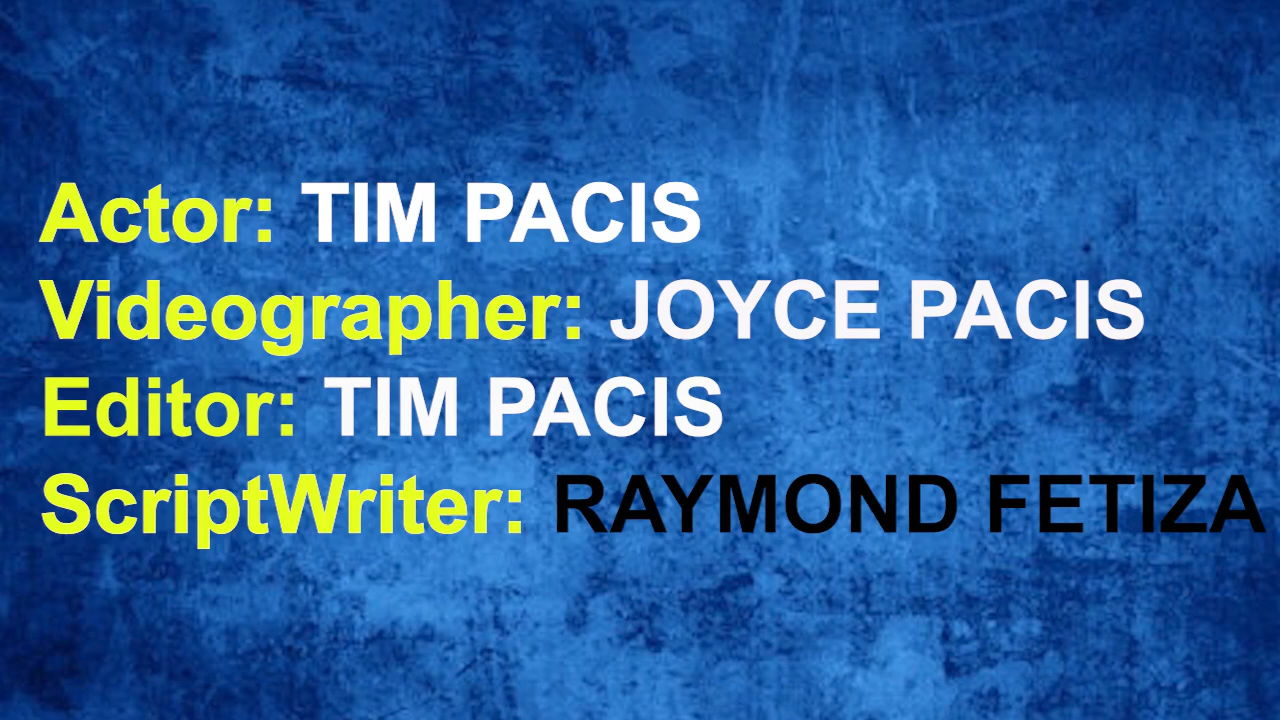 Actor: TIM PACIS
Videographer: JOYCE PACIS
Editor: TIM PACIS
ScriptWriter: RAYMOND FETIZA